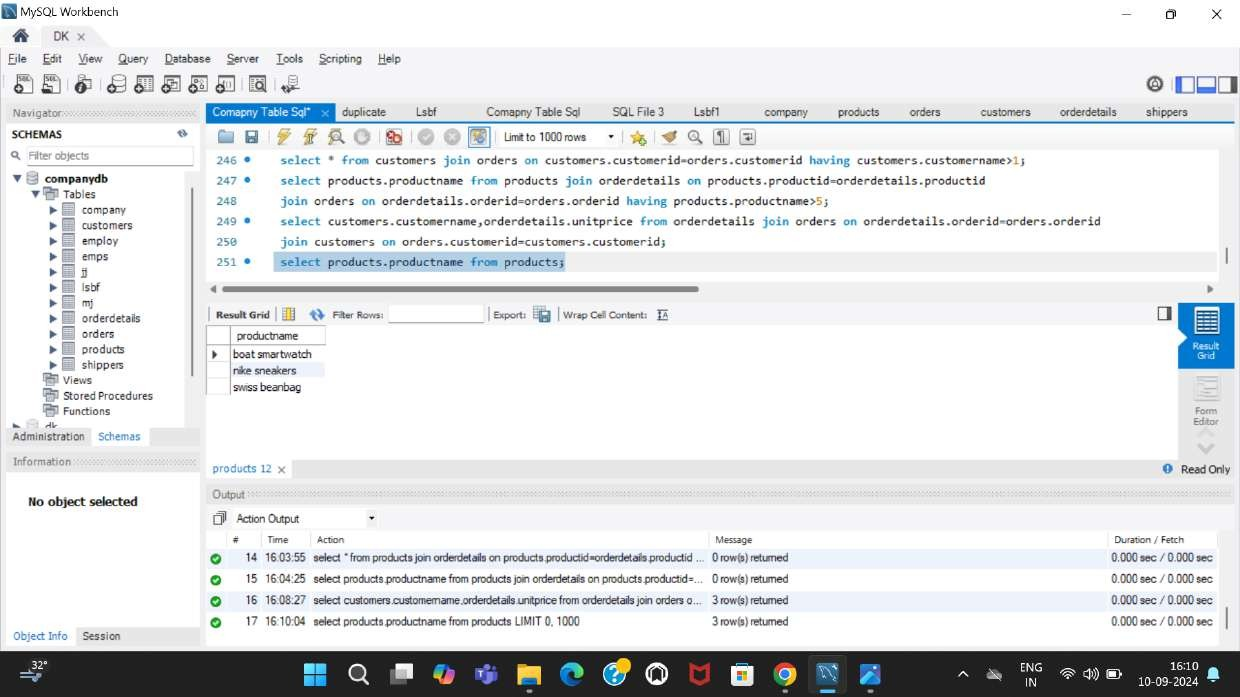 MySQL Workbench
DK
File Edit View Query Database Server Tools Scripting Help
Navigator
SCHEMAS
Filter objects
companydb
Tables
company
customers
employ
emps
jj
lsbf
mj
orderdetails
orders
products
shippers
Views
Stored Procedures
Functions
dk
Administration Schemas
Information
No object selected
Object Info Session
Comapny Table Sql* duplicate Lsbf Comapny Table Sql SQL File 3 Lsbf1 company products orders customers orderdetails shippers
Limit to 1000 rows
246 select * from customers join orders on customers.customerid=orders.customerid having customers.customername>1;
247 select products.productname from products join orderdetails on products.productid=orderdetails.productid
248 join orders on orderdetails.orderid=orders.orderid having products.productname>5;
249 select customers.customername,orderdetails.unitprice from orderdetails join orders on orderdetails.orderid=orders.orderid
250 join customers on orders.customerid=customers.customerid;
251 select products.productname from products;
Result Grid Filter Rows: Export: Wrap Cell Content: IA
productname
boat smartwatch
nike sneakers
swiss beanbag
Result Grid
Form Editor
products 12
Read Only
Output
Action Output
# Time Action Message Duration / Fetch
14 16:03:55 select * from products join orderdetails on products.productid=orderdetails.productid ... 0 row(s) returned 0.000 sec / 0.000 sec
15 16:04:25 select products.productname from products join orderdetails on products.productid=... 0 row(s) returned 0.000 sec / 0.000 sec
16 16:08:27 select customers.customername,orderdetails.unitprice from orderdetails join orders o... 3 row(s) returned 0.000 sec / 0.000 sec
17 16:10:04 select products.productname from products LIMIT 0, 1000 3 row(s) returned 0.000 sec / 0.000 sec
32°
ENG
IN
16:10
10-09-2024